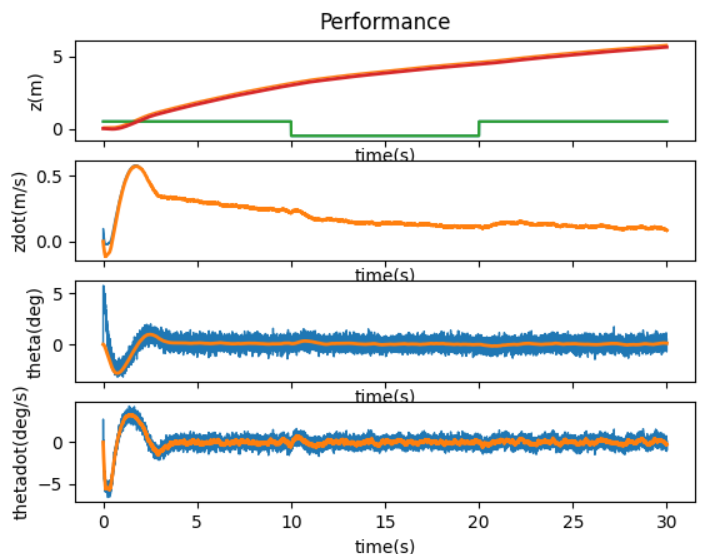 Performance
5
0
z(m)
time(s)
0.5
0.0
zdot(m/s)
time(s)
5
0
theta(deg)
time(s)
0
−5
thetadot(deg/s)
0 5 10 15 20 25 30
time(s)